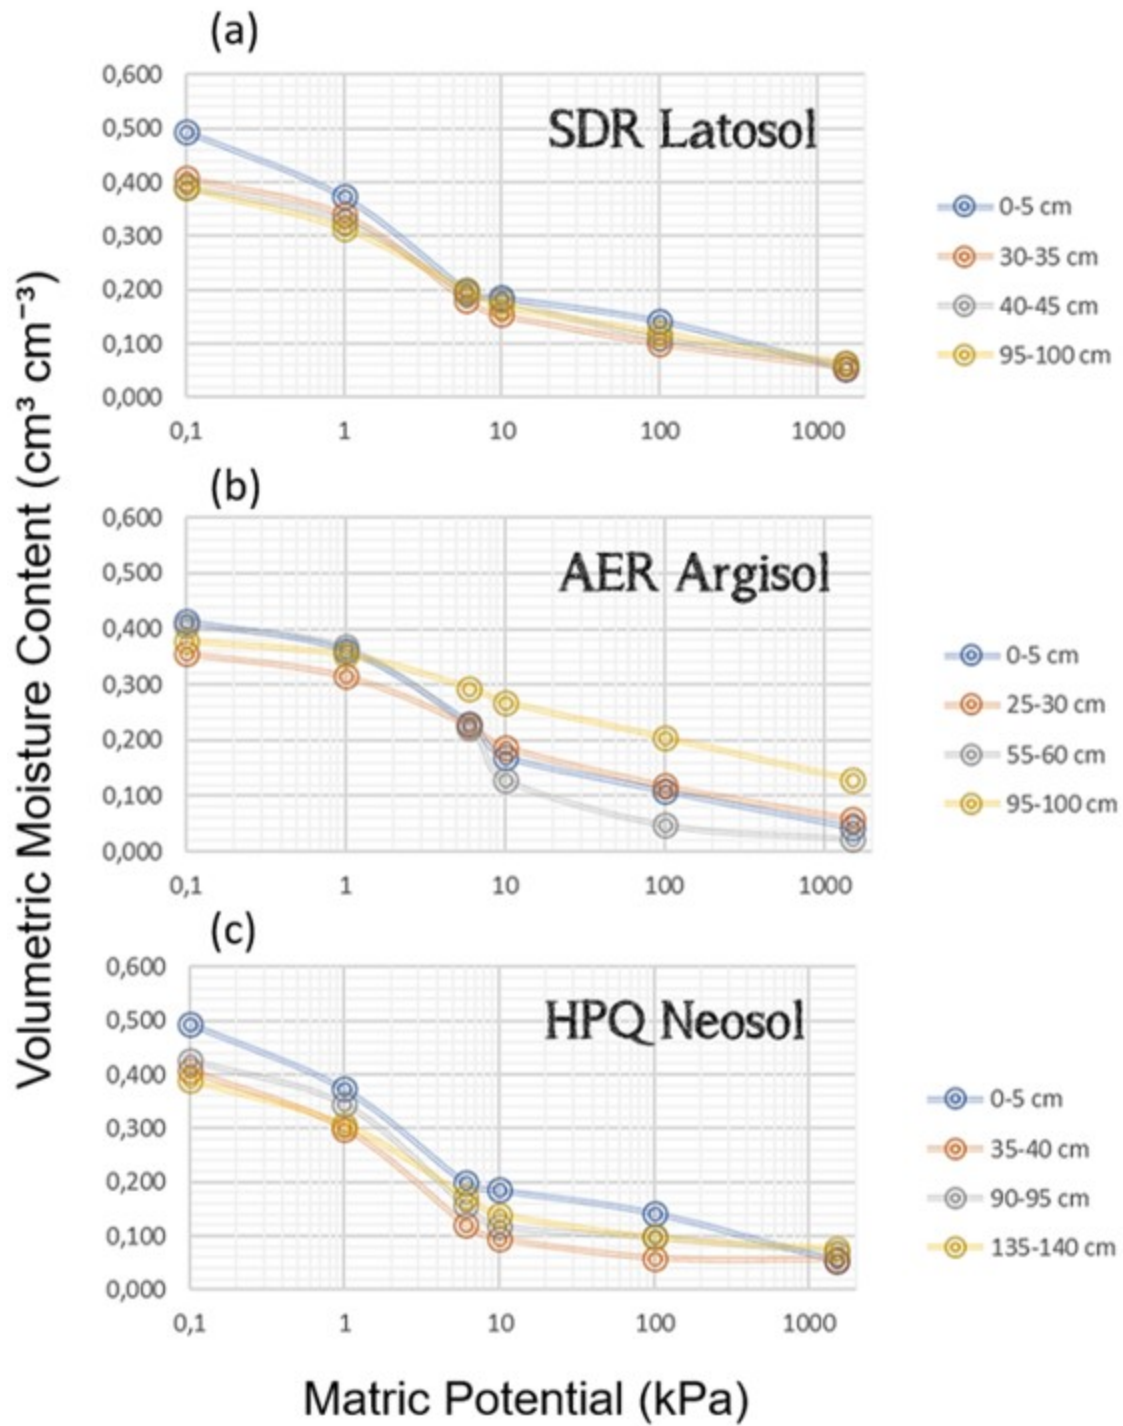 (a)
0,600
0,500
0,400
0,300
0,200
0,100
0,000
SDR Latosol
0,1 1 10 100 1000
0-5 cm
30-35 cm
40-45 cm
95-100 cm
Volumetric Moisture Content (cm³ cm⁻³)
(b)
0,600
0,500
0,400
0,300
0,200
0,100
0,000
AER Argisol
0,1 1 10 100 1000
0-5 cm
25-30 cm
55-60 cm
95-100 cm
(c)
0,600
0,500
0,400
0,300
0,200
0,100
0,000
HPQ Neosol
0,1 1 10 100 1000
0-5 cm
35-40 cm
90-95 cm
135-140 cm
Matric Potential (kPa)